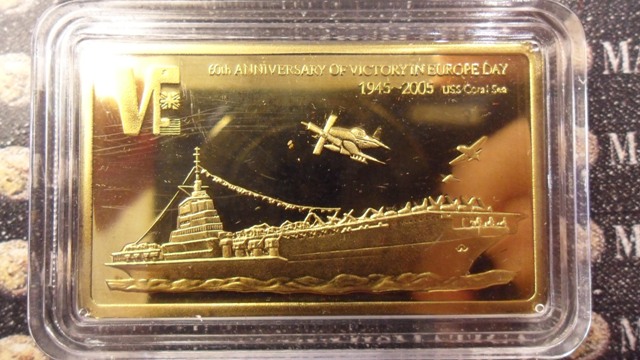 VE
60th ANNIVERSARY OF VICTORY IN EUROPE DAY
1945-2005 USS Coral Sea